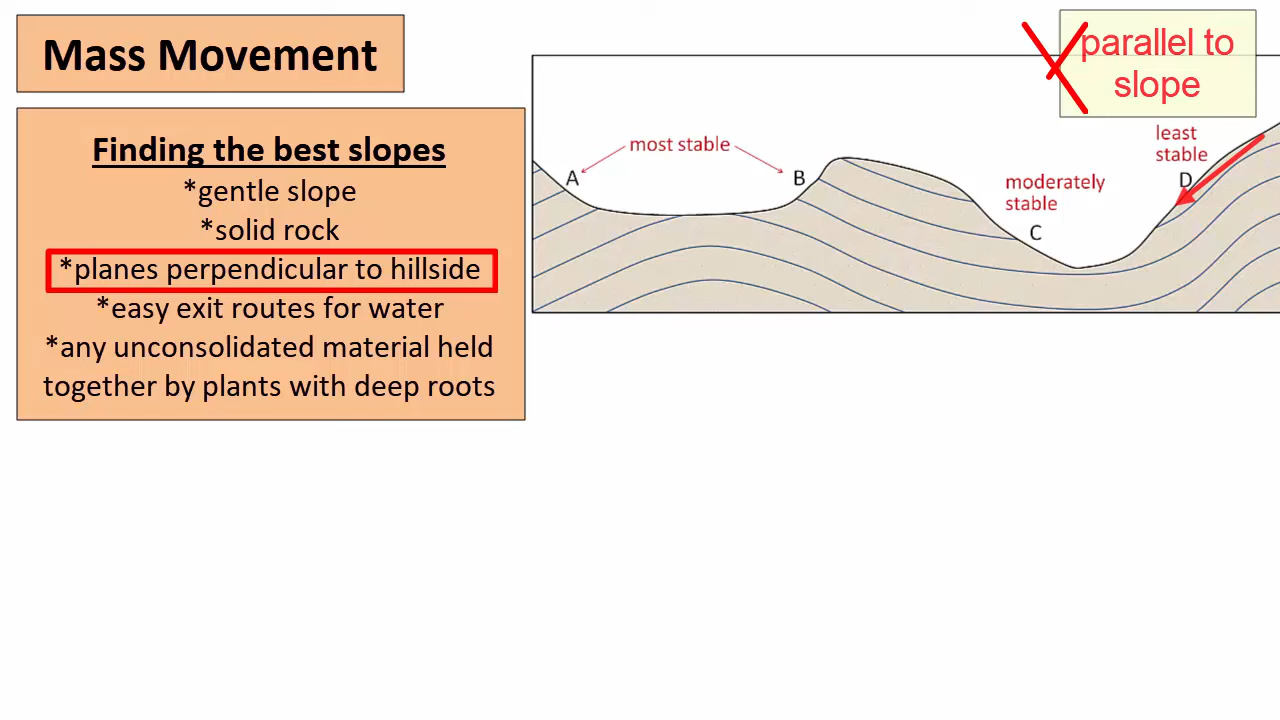 Mass Movement
Finding the best slopes
*gentle slope
*solid rock
*planes perpendicular to hillside
*easy exit routes for water
*any unconsolidated material held
together by plants with deep roots
parallel to
slope
most stable
A
B
moderately
stable
C
least
stable
D